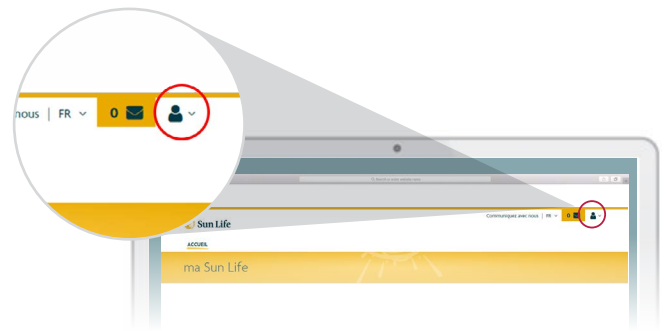 nous | FR
0
Communiquez avec nous | FR
0
Sun Life
ACCUEIL
ma Sun Life